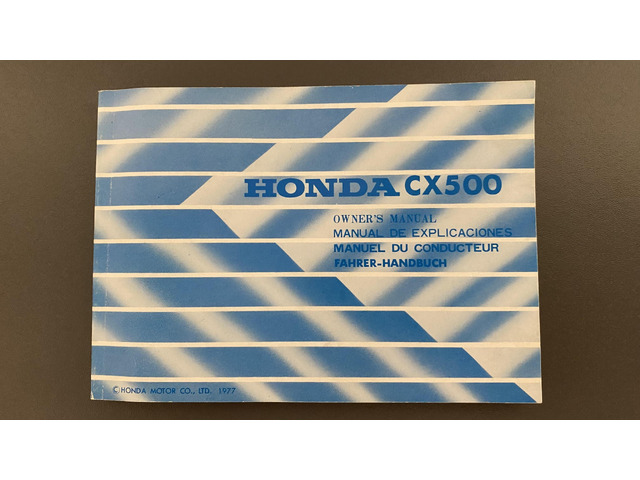 HONDA CX500
OWNER'S MANUAL
MANUAL DE EXPLICACIONES
MANUEL DU CONDUCTEUR
FAHRER-HANDBUCH
© HONDA MOTOR CO., LTD. 1977